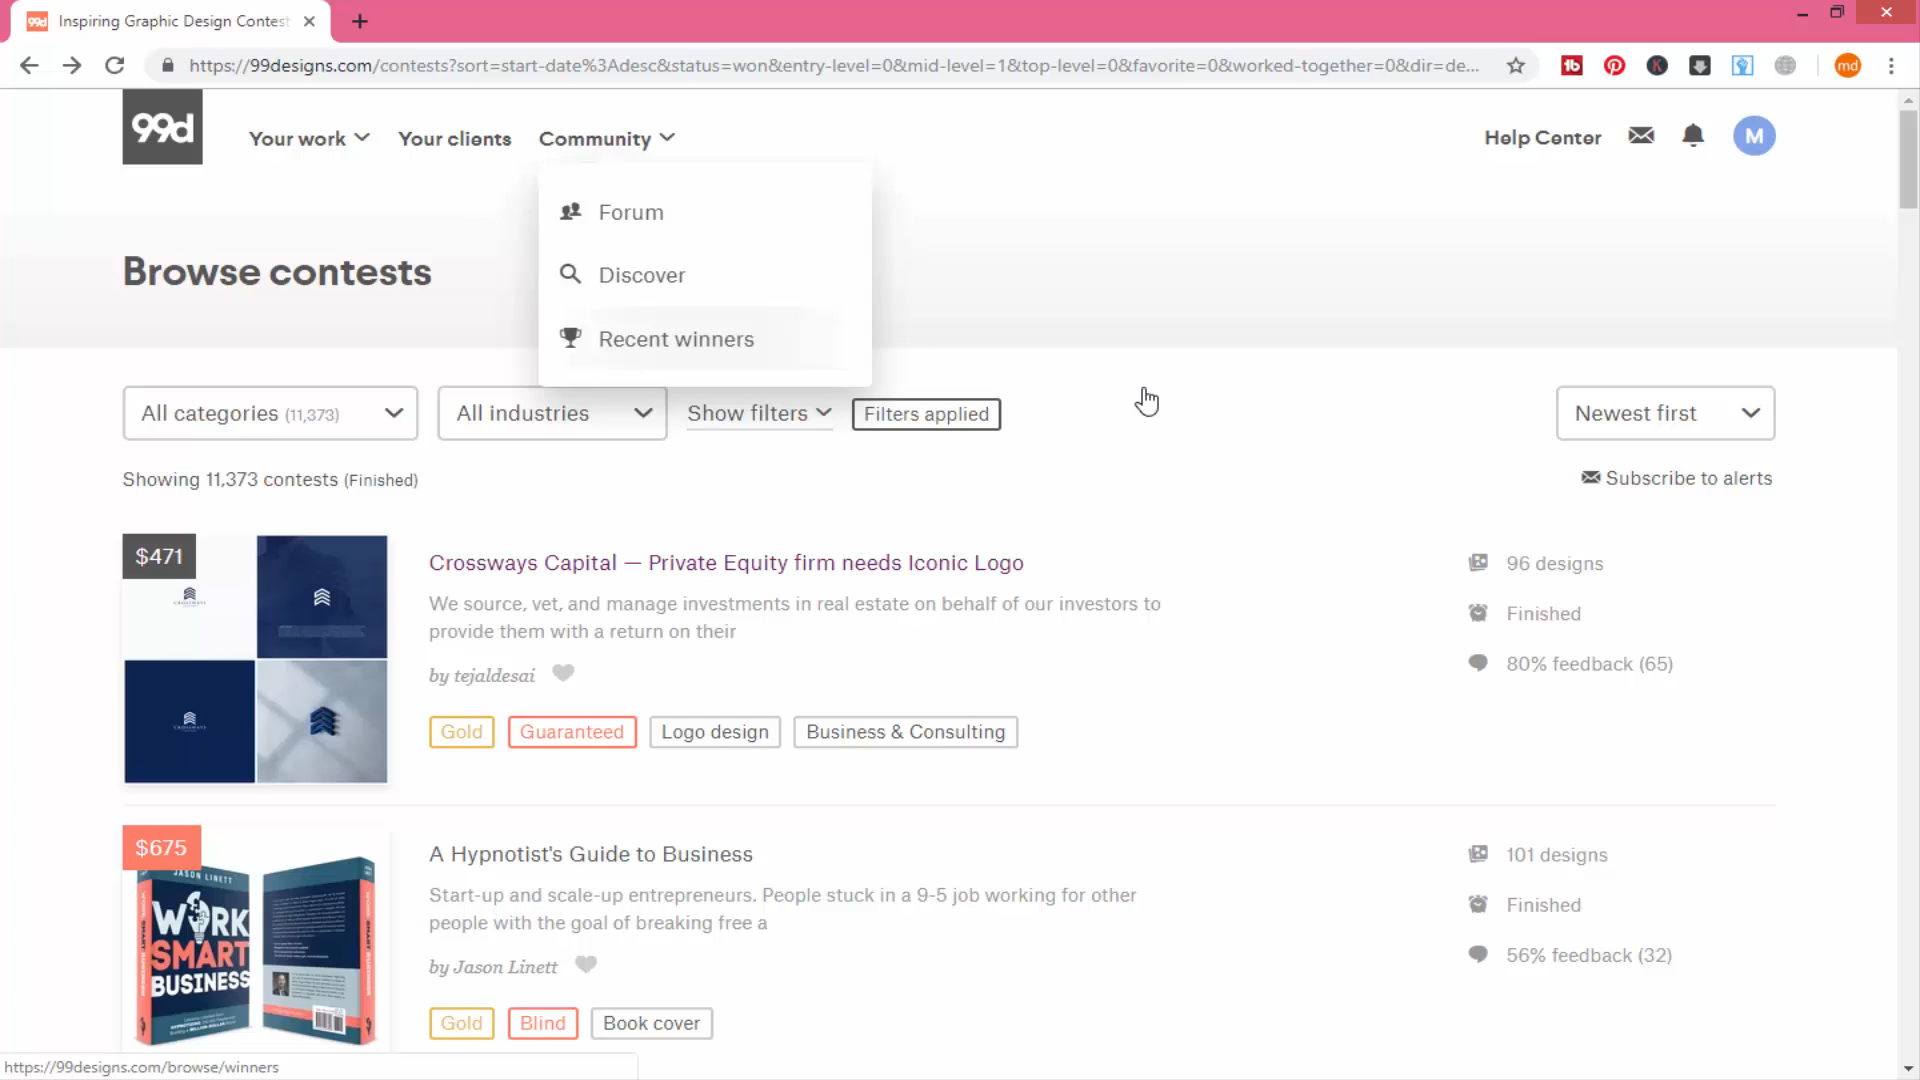 99d Inspiring Graphic Design Contest
https://99designs.com/contests?sort=start-date%3Adesc&status=won&entry-level=0&mid-level=1&top-level=0&favorite=0&worked-together=0&dir=de...
md
99d
Your work
Your clients
Community
Help Center
M
Forum
Discover
Recent winners
Browse contests
All categories (11,373)
All industries
Show filters
Filters applied
Newest first
Showing 11,373 contests (Finished)
Subscribe to alerts
$471
Crossways Capital — Private Equity firm needs Iconic Logo
We source, vet, and manage investments in real estate on behalf of our investors to
provide them with a return on their
by tejaldesai
Gold
Guaranteed
Logo design
Business & Consulting
96 designs
Finished
80% feedback (65)
$675
JASON LINETT
WORK
SMART
BUSINESS
A Hypnotist's Guide to Business
Start-up and scale-up entrepreneurs. People stuck in a 9-5 job working for other
people with the goal of breaking free a
by Jason Linett
Gold
Blind
Book cover
101 designs
Finished
56% feedback (32)
https://99designs.com/browse/winners